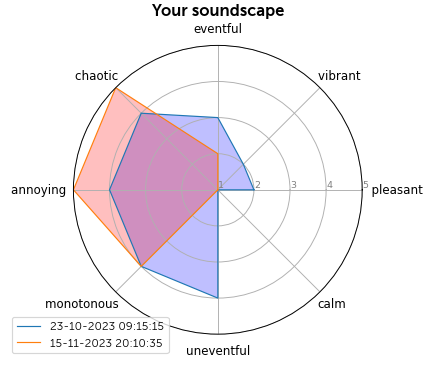 Your soundscape
eventful
chaotic
vibrant
annoying
1
2
3
4
5
pleasant
monotonous
calm
23-10-2023 09:15:15
15-11-2023 20:10:35
uneventful